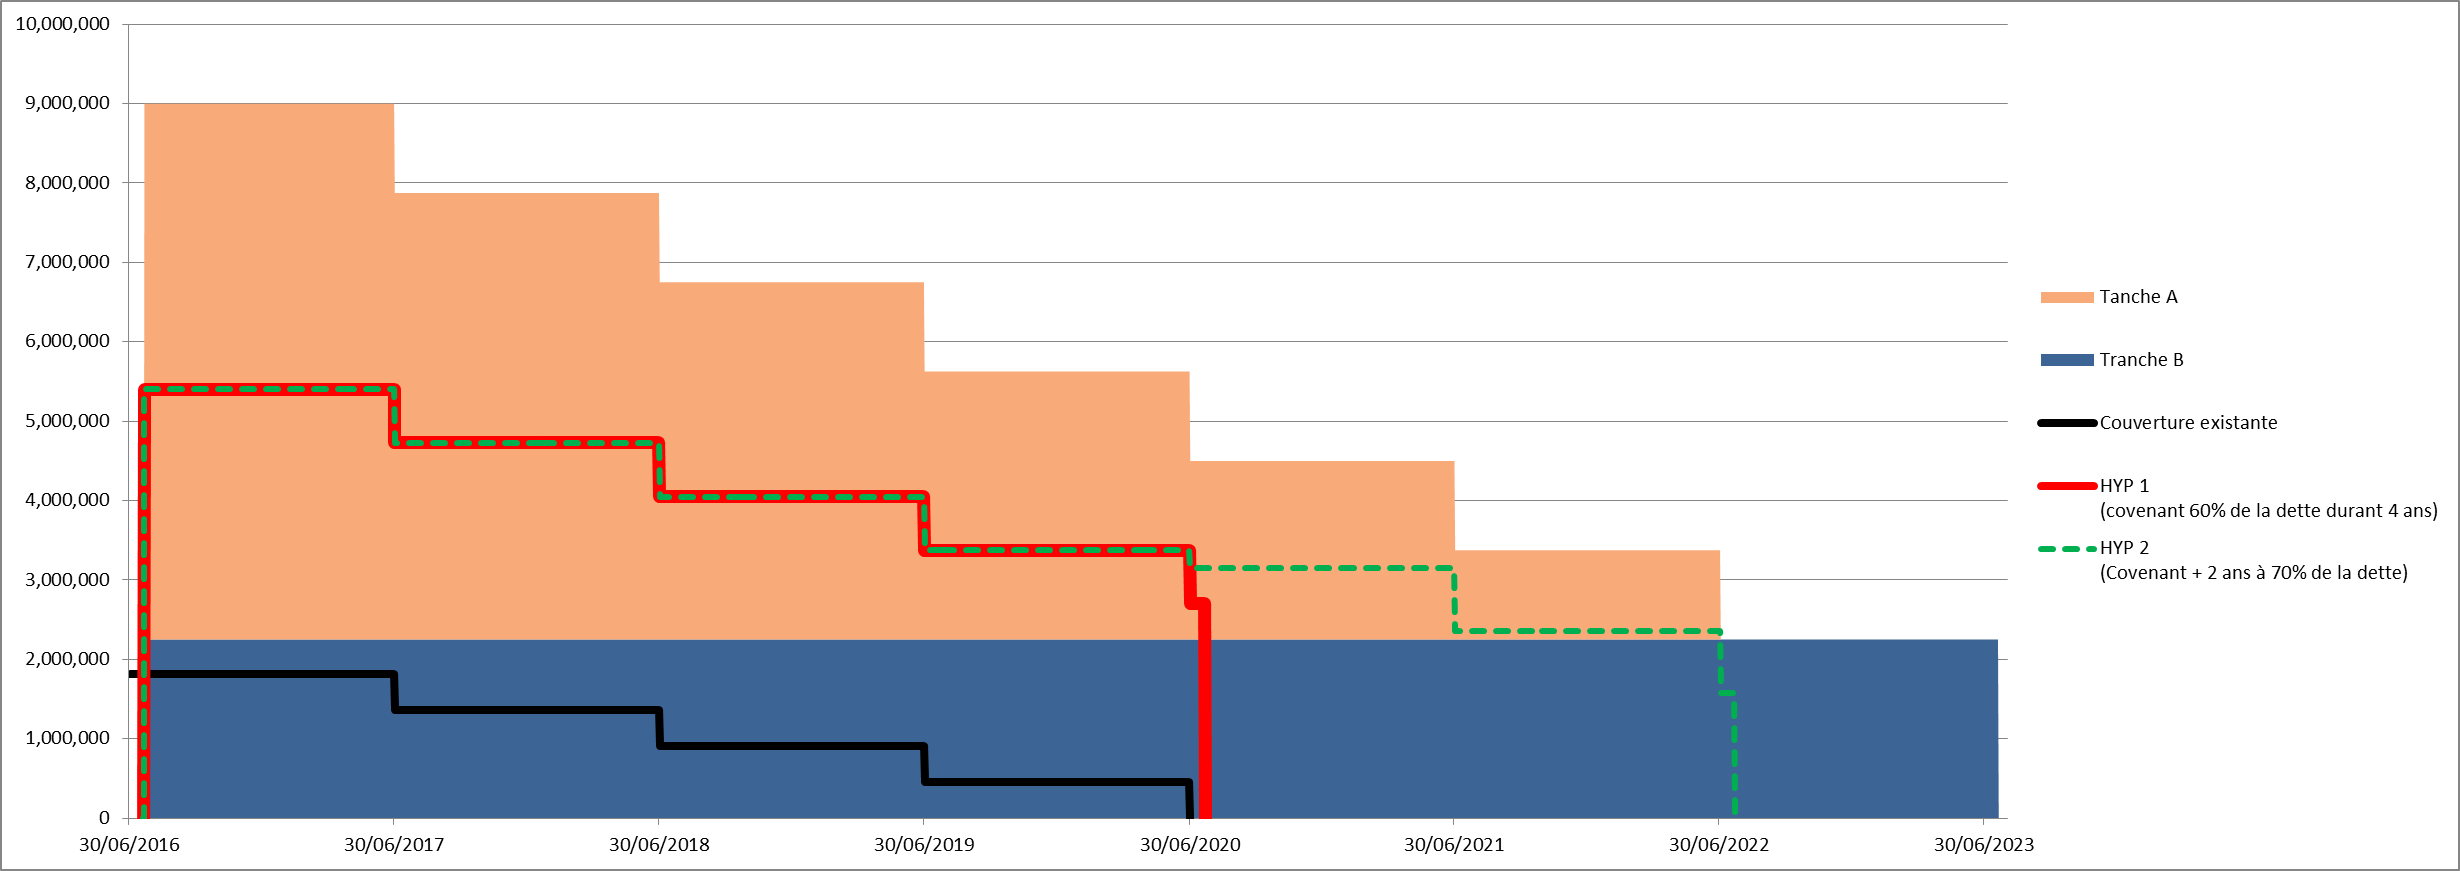 10,000,000
9,000,000
8,000,000
7,000,000
6,000,000
5,000,000
4,000,000
3,000,000
2,000,000
1,000,000
0
30/06/2016 30/06/2017 30/06/2018 30/06/2019 30/06/2020 30/06/2021 30/06/2022 30/06/2023
Tanche A
Tranche B
Couverture existante
HYP 1
(covenant 60% de la dette durant 4 ans)
HYP 2
(Covenant + 2 ans à 70% de la dette)